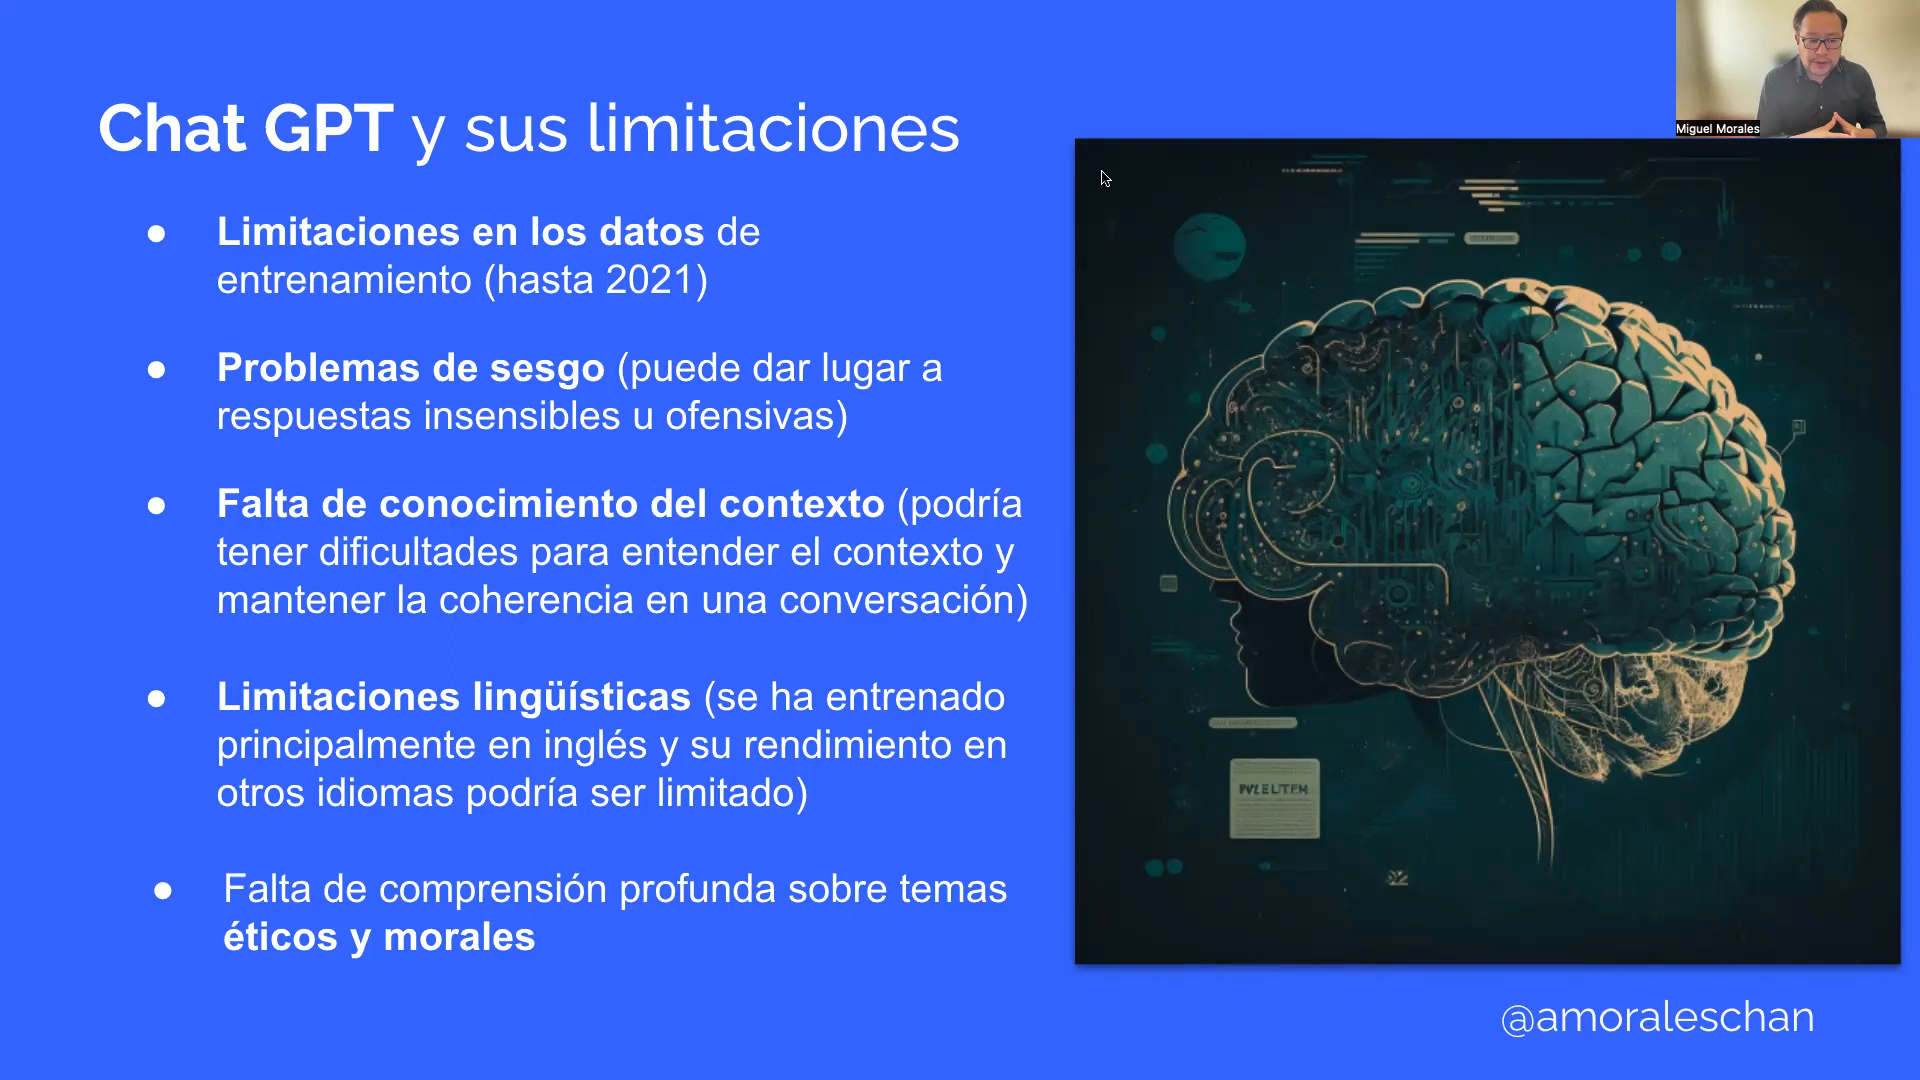 Miguel Morales
Chat GPT y sus limitaciones
● Limitaciones en los datos de
entrenamiento (hasta 2021)
● Problemas de sesgo (puede dar lugar a
respuestas insensibles u ofensivas)
● Falta de conocimiento del contexto (podría
tener dificultades para entender el contexto y
mantener la coherencia en una conversación)
● Limitaciones lingüísticas (se ha entrenado
principalmente en inglés y su rendimiento en
otros idiomas podría ser limitado)
● Falta de comprensión profunda sobre temas
éticos y morales
@amoraleschan